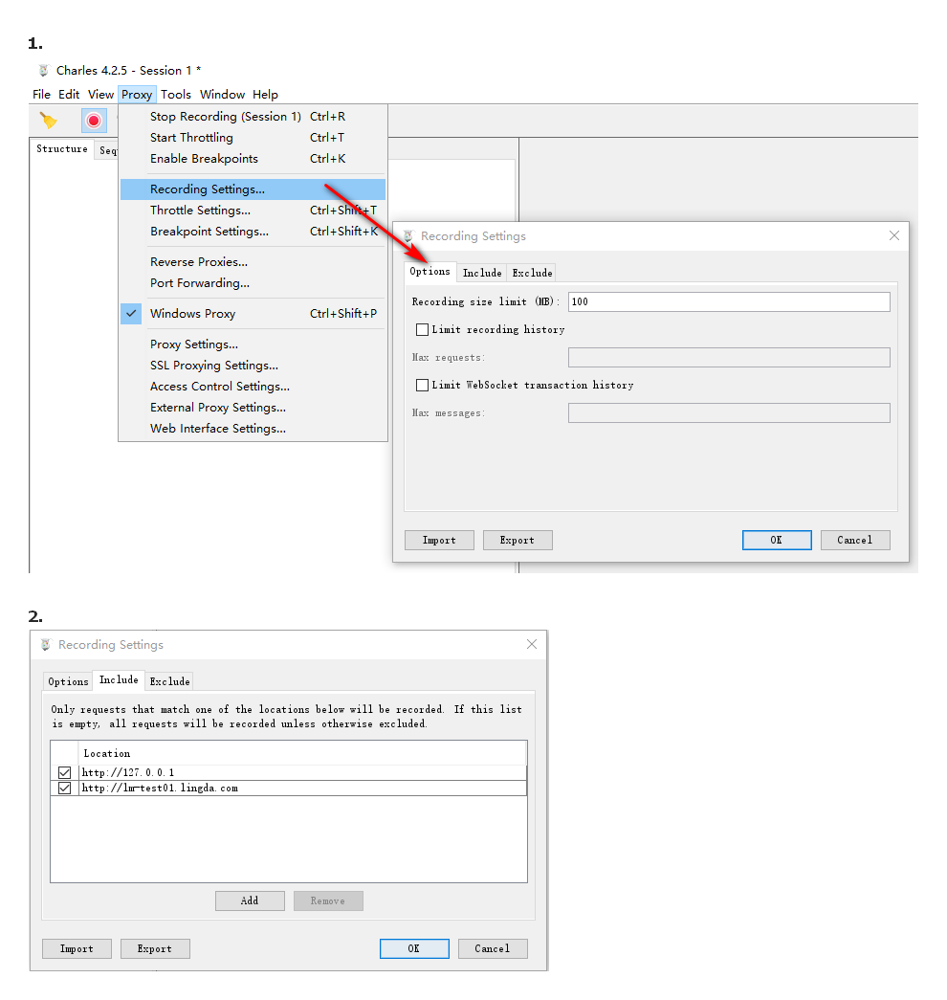 1.
Charles 4.2.5 - Session 1 *
File Edit View Proxy Tools Window Help
Stop Recording (Session 1) Ctrl+R
Start Throttling Ctrl+T
Enable Breakpoints Ctrl+K
Structure Seq
Recording Settings...
Throttle Settings... Ctrl+Shift+T
Breakpoint Settings... Ctrl+Shift+K
Reverse Proxies...
Port Forwarding...
Windows Proxy Ctrl+Shift+P
Proxy Settings...
SSL Proxying Settings...
Access Control Settings...
External Proxy Settings...
Web Interface Settings...
Recording Settings
Options Include Exclude
Recording size limit (MB): 100
Limit recording history
Max requests:
Limit WebSocket transaction history
Max messages:
Import Export OK Cancel
2.
Recording Settings
Options Include Exclude
Only requests that match one of the locations below will be recorded. If this list
is empty, all requests will be recorded unless otherwise excluded.
Location
http://127.0.0.1
http://lm-test01.lingda.com
Add Remove
Import Export OK Cancel